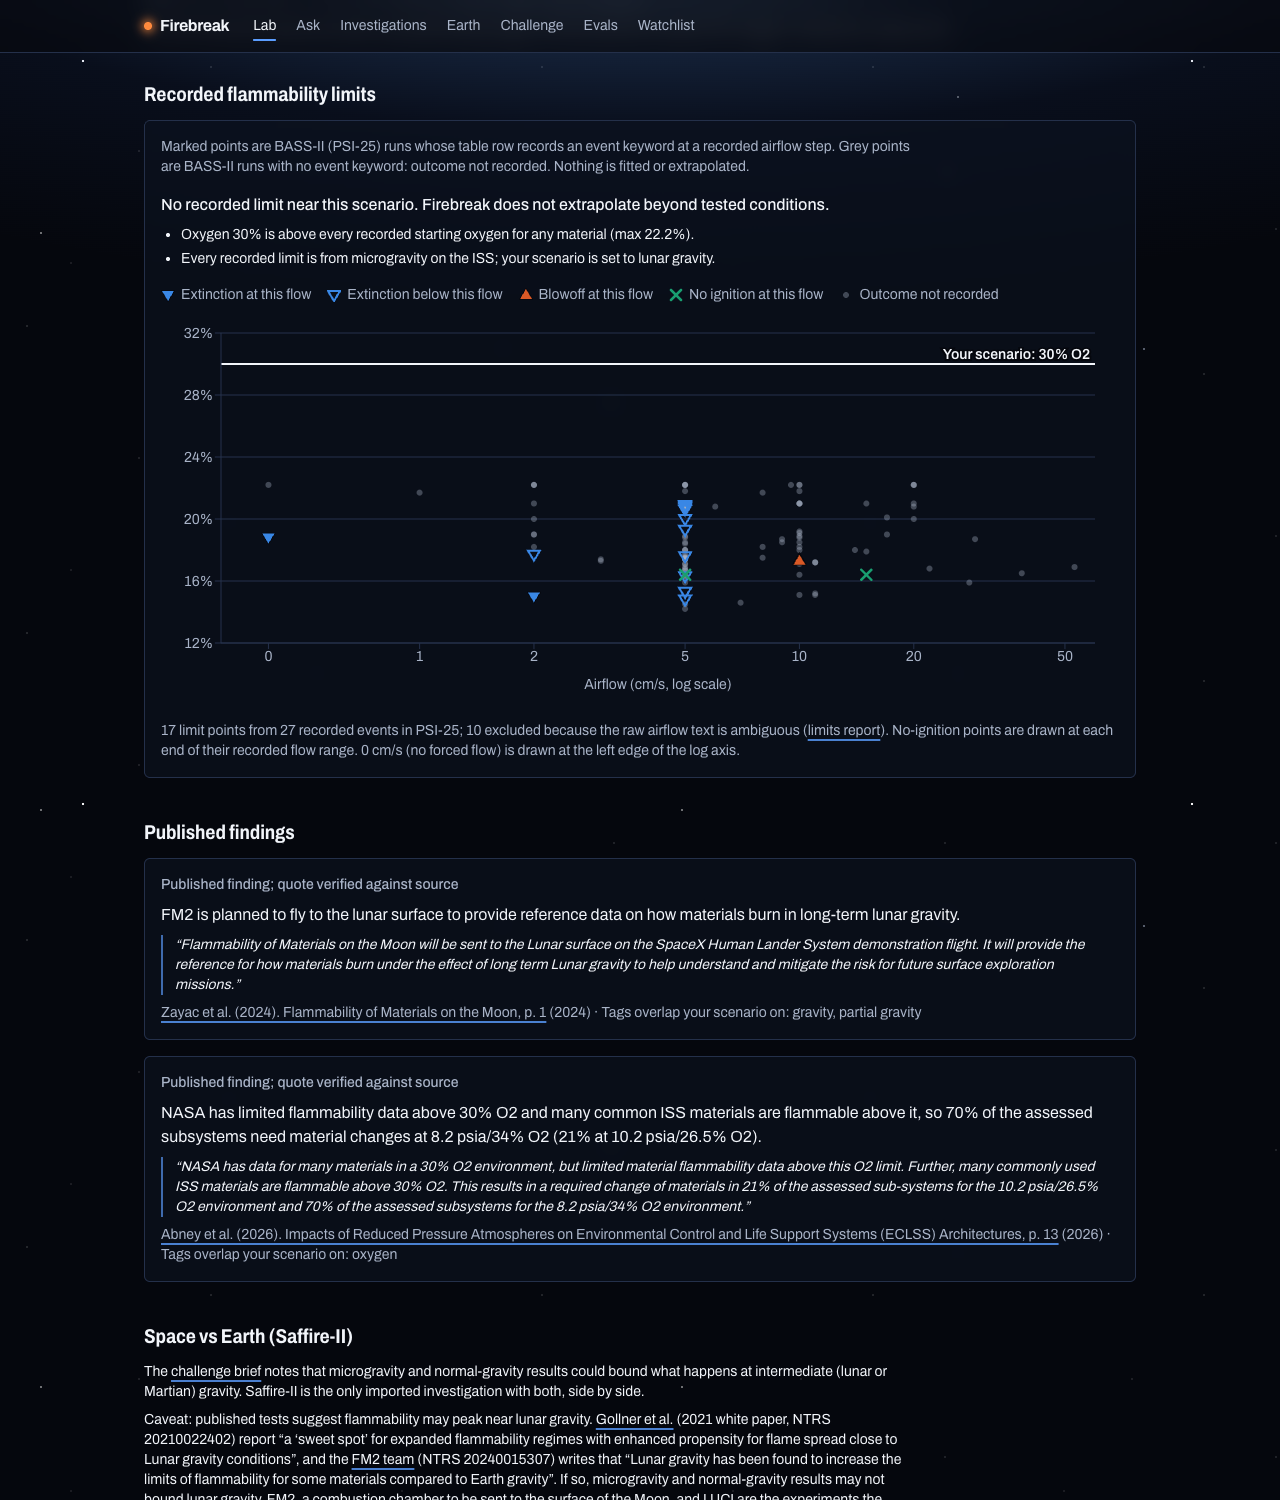 Firebreak Lab Ask Investigations Earth Challenge Evals Watchlist
Recorded flammability limits
Marked points are BASS-II (PSI-25) runs whose table row records an event keyword at a recorded airflow step. Grey points
are BASS-II runs with no event keyword: outcome not recorded. Nothing is fitted or extrapolated.
No recorded limit near this scenario. Firebreak does not extrapolate beyond tested conditions.
• Oxygen 30% is above every recorded starting oxygen for any material (max 22.2%).
• Every recorded limit is from microgravity on the ISS; your scenario is set to lunar gravity.
Extinction at this flow Extinction below this flow Blowoff at this flow No ignition at this flow Outcome not recorded
32%
Your scenario: 30% O2
28%
24%
20%
16%
12%
0 1 2 5 10 20 50
Airflow (cm/s, log scale)
17 limit points from 27 recorded events in PSI-25; 10 excluded because the raw airflow text is ambiguous (limits report). No-ignition points are drawn at each
end of their recorded flow range. 0 cm/s (no forced flow) is drawn at the left edge of the log axis.
Published findings
Published finding; quote verified against source
FM2 is planned to fly to the lunar surface to provide reference data on how materials burn in long-term lunar gravity.
“Flammability of Materials on the Moon will be sent to the Lunar surface on the SpaceX Human Lander System demonstration flight. It will provide the
reference for how materials burn under the effect of long term Lunar gravity to help understand and mitigate the risk for future surface exploration
missions.”
Zayac et al. (2024). Flammability of Materials on the Moon, p. 1 (2024) · Tags overlap your scenario on: gravity, partial gravity
Published finding; quote verified against source
NASA has limited flammability data above 30% O2 and many common ISS materials are flammable above it, so 70% of the assessed
subsystems need material changes at 8.2 psia/34% O2 (21% at 10.2 psia/26.5% O2).
“NASA has data for many materials in a 30% O2 environment, but limited material flammability data above this O2 limit. Further, many commonly used
ISS materials are flammable above 30% O2. This results in a required change of materials in 21% of the assessed sub-systems for the 10.2 psia/26.5%
O2 environment and 70% of the assessed subsystems for the 8.2 psia/34% O2 environment.”
Abney et al. (2026). Impacts of Reduced Pressure Atmospheres on Environmental Control and Life Support Systems (ECLSS) Architectures, p. 13 (2026) ·
Tags overlap your scenario on: oxygen
Space vs Earth (Saffire-II)
The challenge brief notes that microgravity and normal-gravity results could bound what happens at intermediate (lunar or
Martian) gravity. Saffire-II is the only imported investigation with both, side by side.
Caveat: published tests suggest flammability may peak near lunar gravity. Gollner et al. (2021 white paper, NTRS
20210022402) report “a ‘sweet spot’ for expanded flammability regimes with enhanced propensity for flame spread close to
Lunar gravity conditions”, and the FM2 team (NTRS 20240015307) writes that “Lunar gravity has been found to increase the
limits of flammability for some materials compared to Earth gravity”. If so, microgravity and normal-gravity results may not
bound lunar gravity. FM2, a combustion chamber to be sent to the surface of the Moon, and LUCI are the experiments the